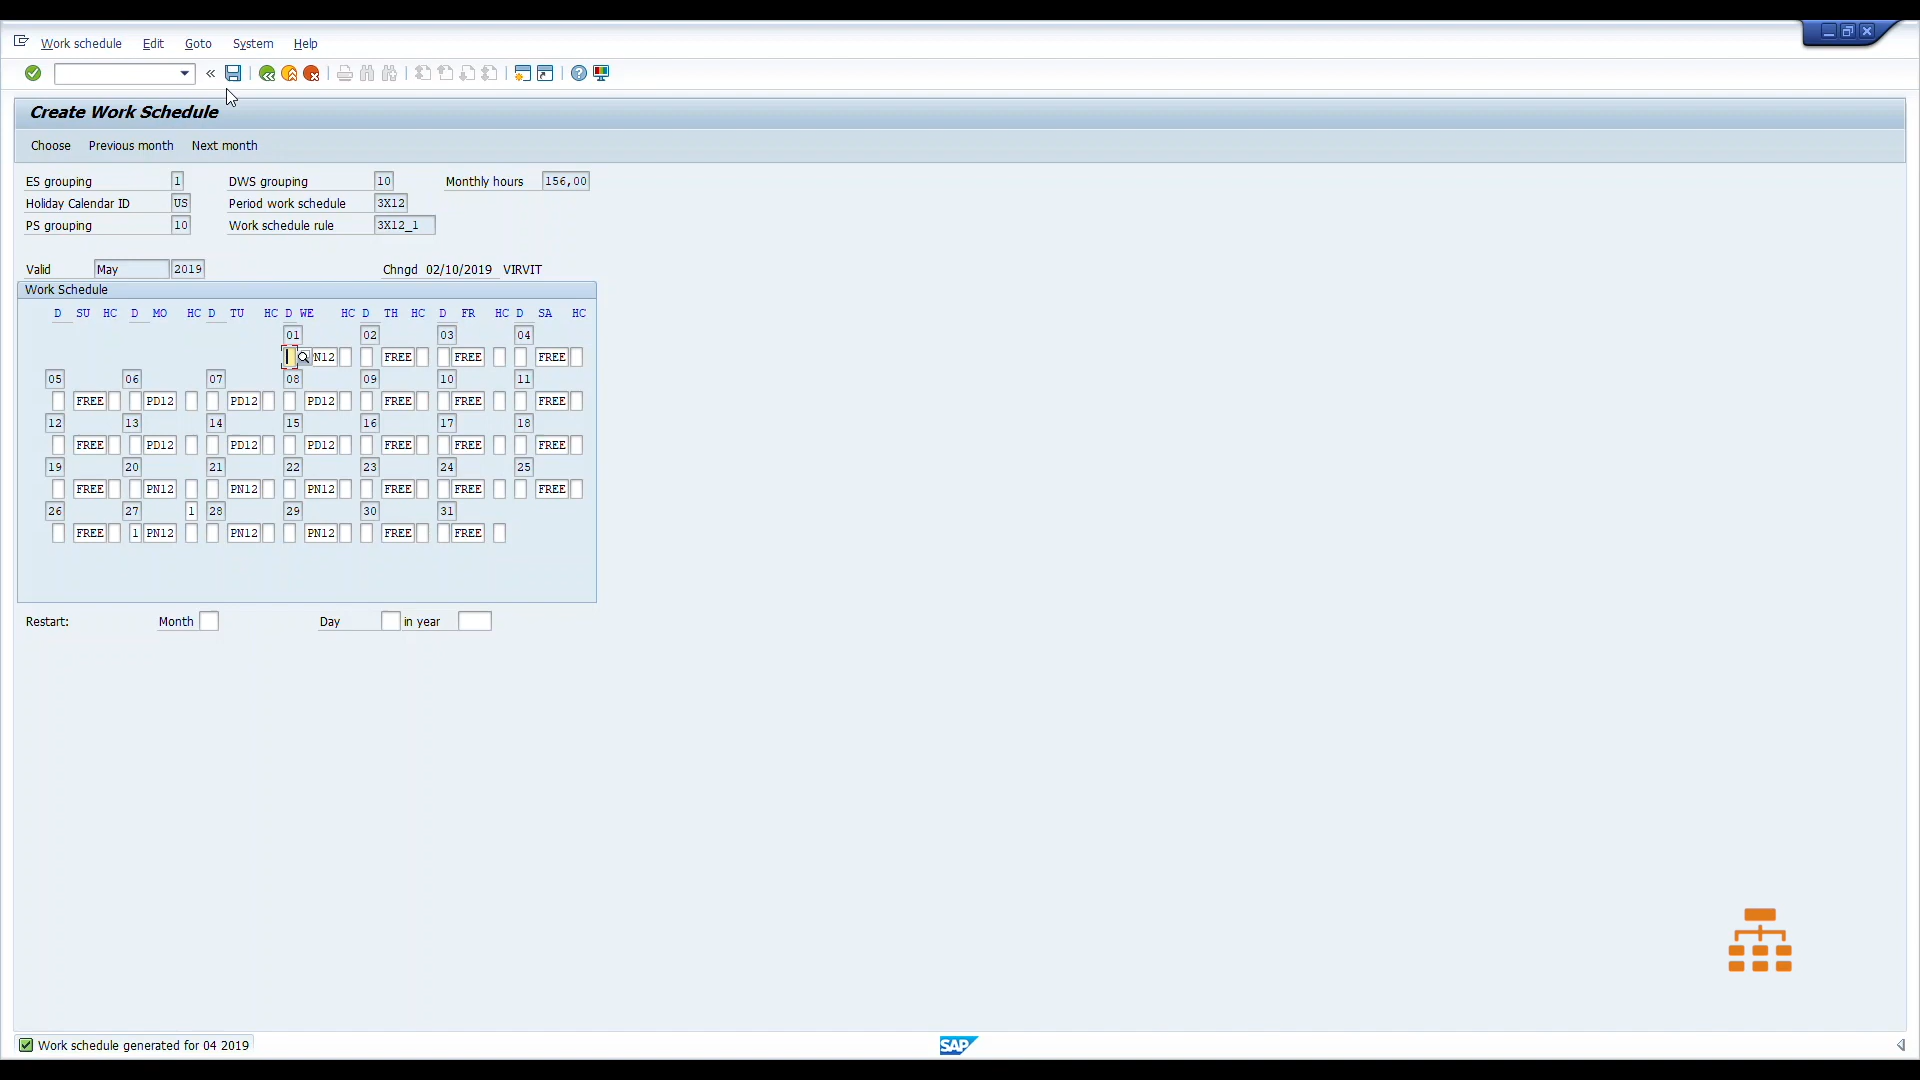 Work schedule Edit Goto System Help
Create Work Schedule
Choose Previous month Next month
ES grouping 1 DWS grouping 10 Monthly hours 156,00
Holiday Calendar ID US Period work schedule 3X12
PS grouping 10 Work schedule rule 3X12_1
Valid May 2019 Chngd 02/10/2019 VIRVIT
Work Schedule
D SU HC D MO HC D TU HC D WE HC D TH HC D FR HC D SA HC
01 02 03 04
N12 FREE FREE FREE
05 06 07 08 09 10 11
FREE PD12 PD12 PD12 FREE FREE FREE
12 13 14 15 16 17 18
FREE PD12 PD12 PD12 FREE FREE FREE
19 20 21 22 23 24 25
FREE PN12 PN12 PN12 FREE FREE FREE
26 27 1 28 29 30 31
FREE 1 PN12 PN12 PN12 FREE FREE
Restart: Month Day in year
Work schedule generated for 04 2019
SAP